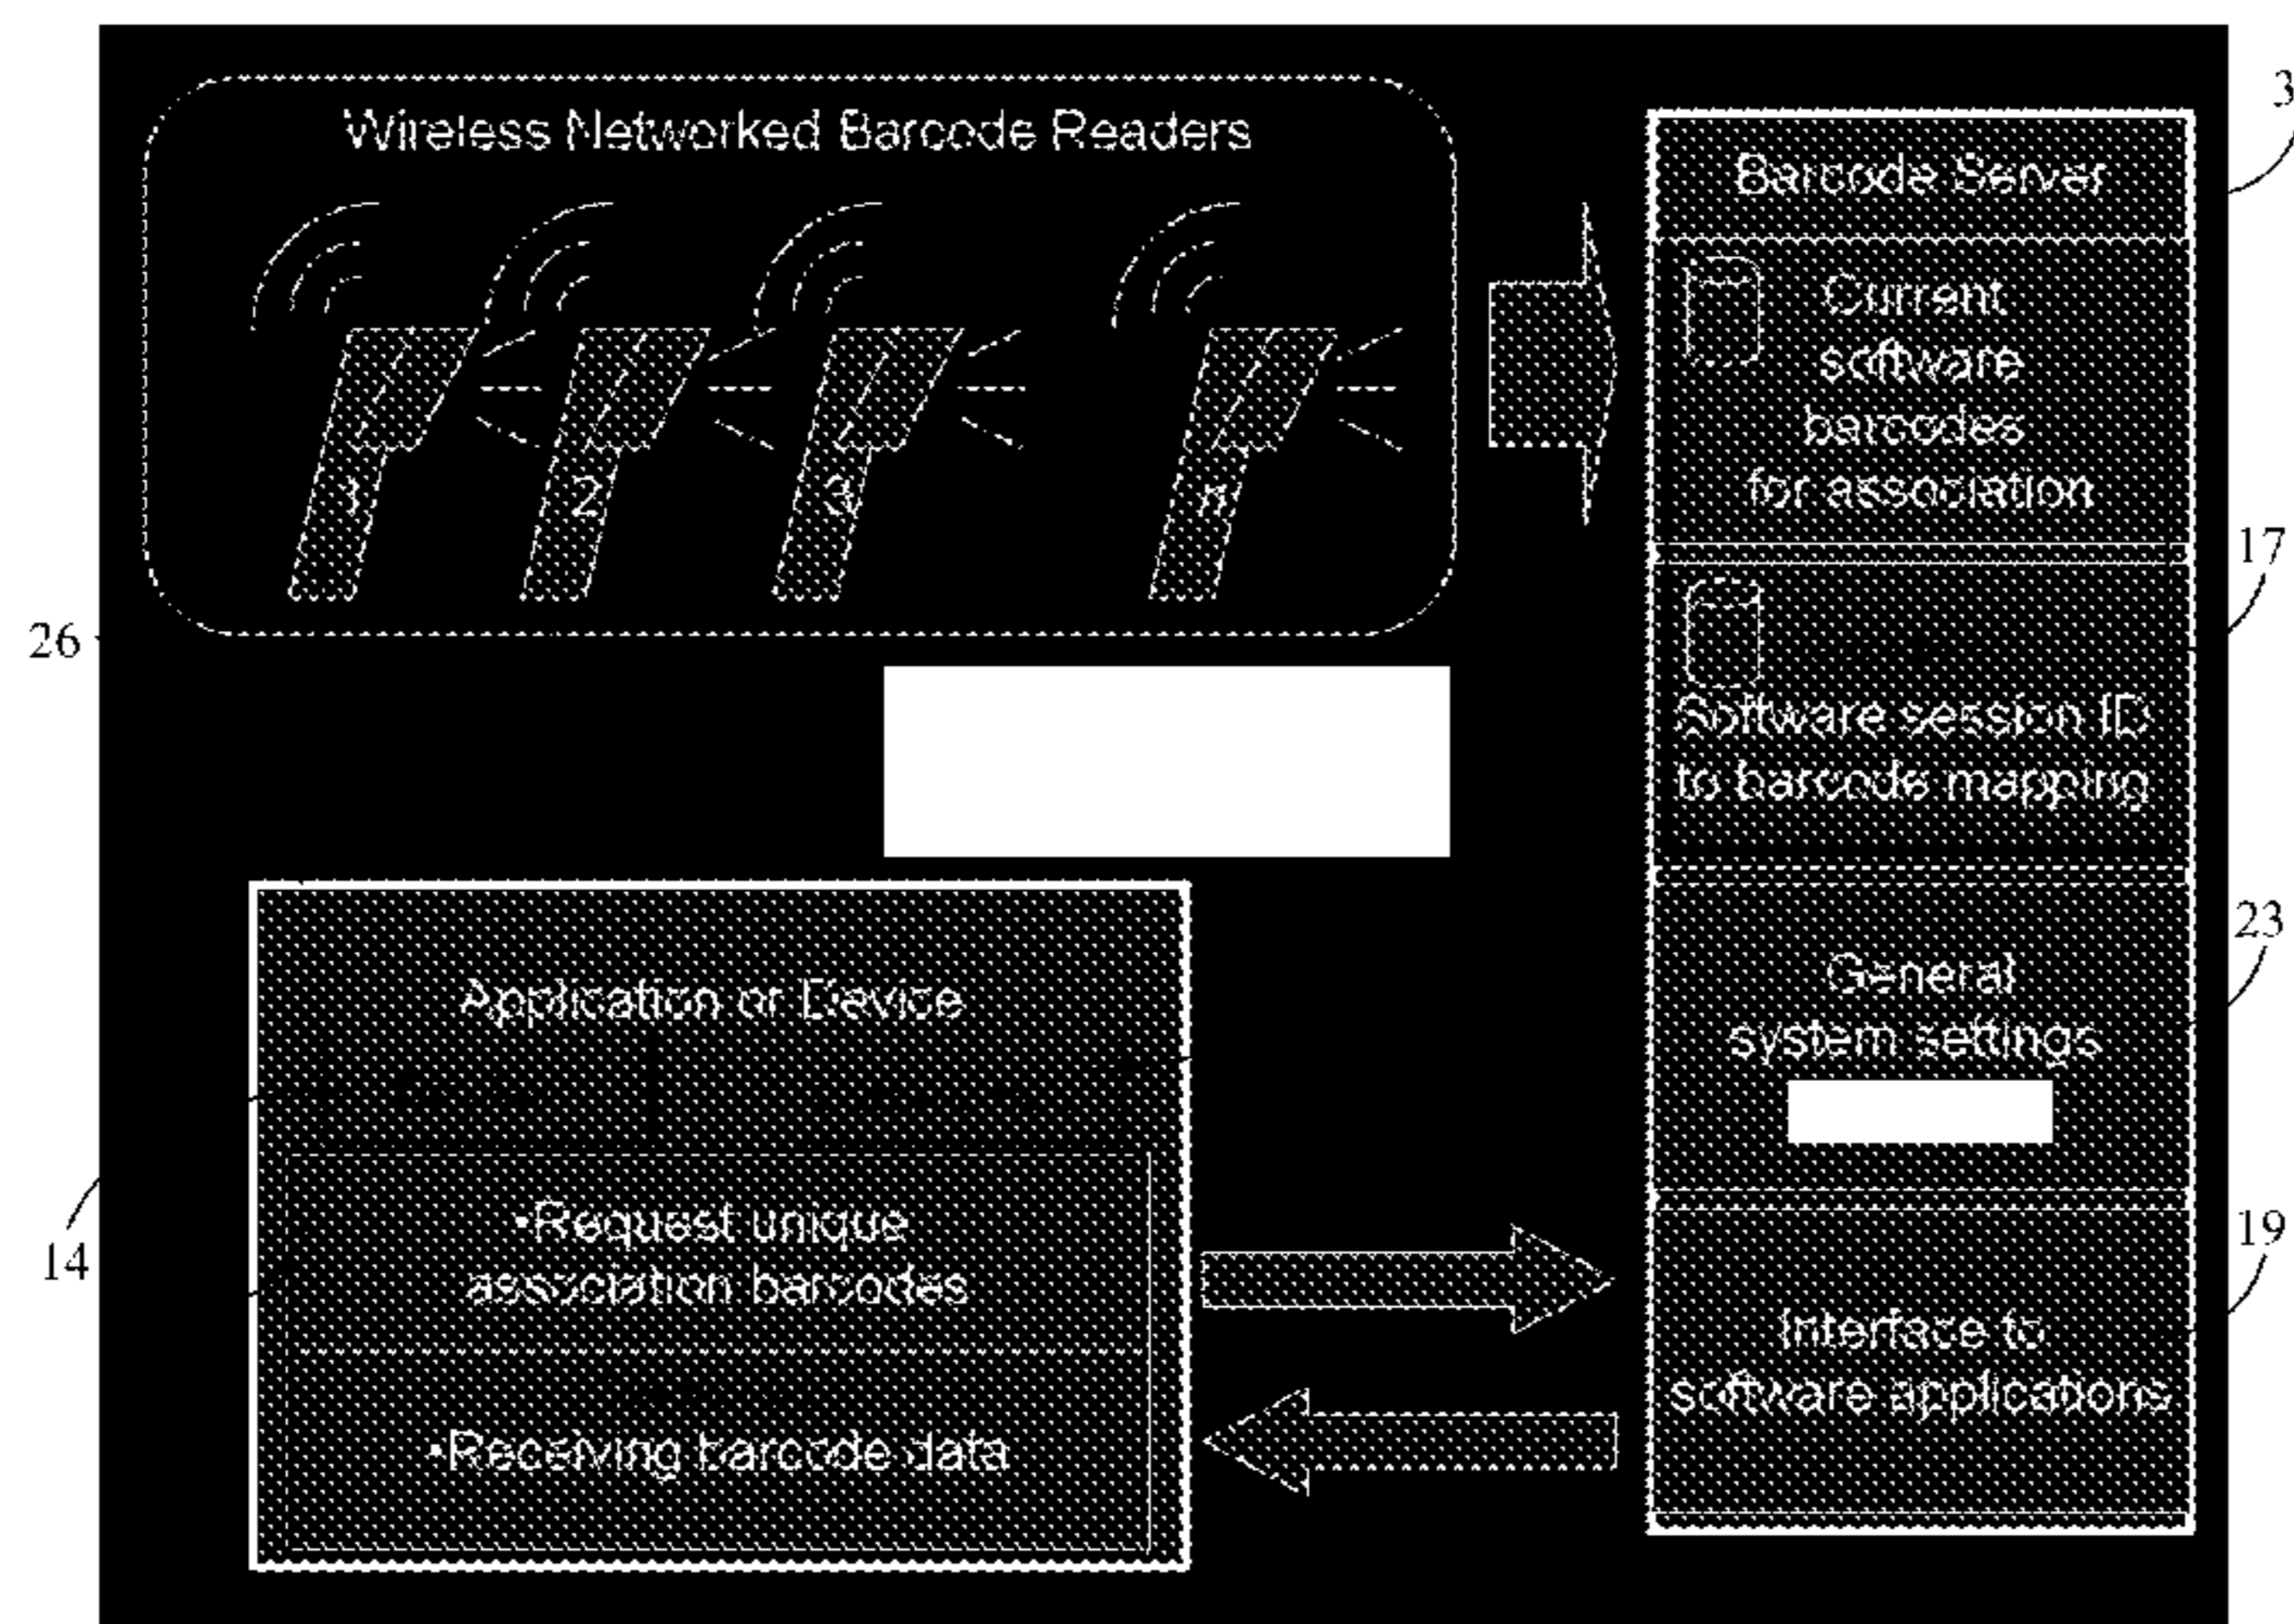 Wireless Networked Barcode Readers
1
2
3
n
3
Barcode Server
Current
software
barcodes
for association
17
Software session ID
to barcode mapping
23
General
system settings
19
Interface to
software applications
26
Application or Device
•Request unique
association barcodes
•Receiving barcode data
14